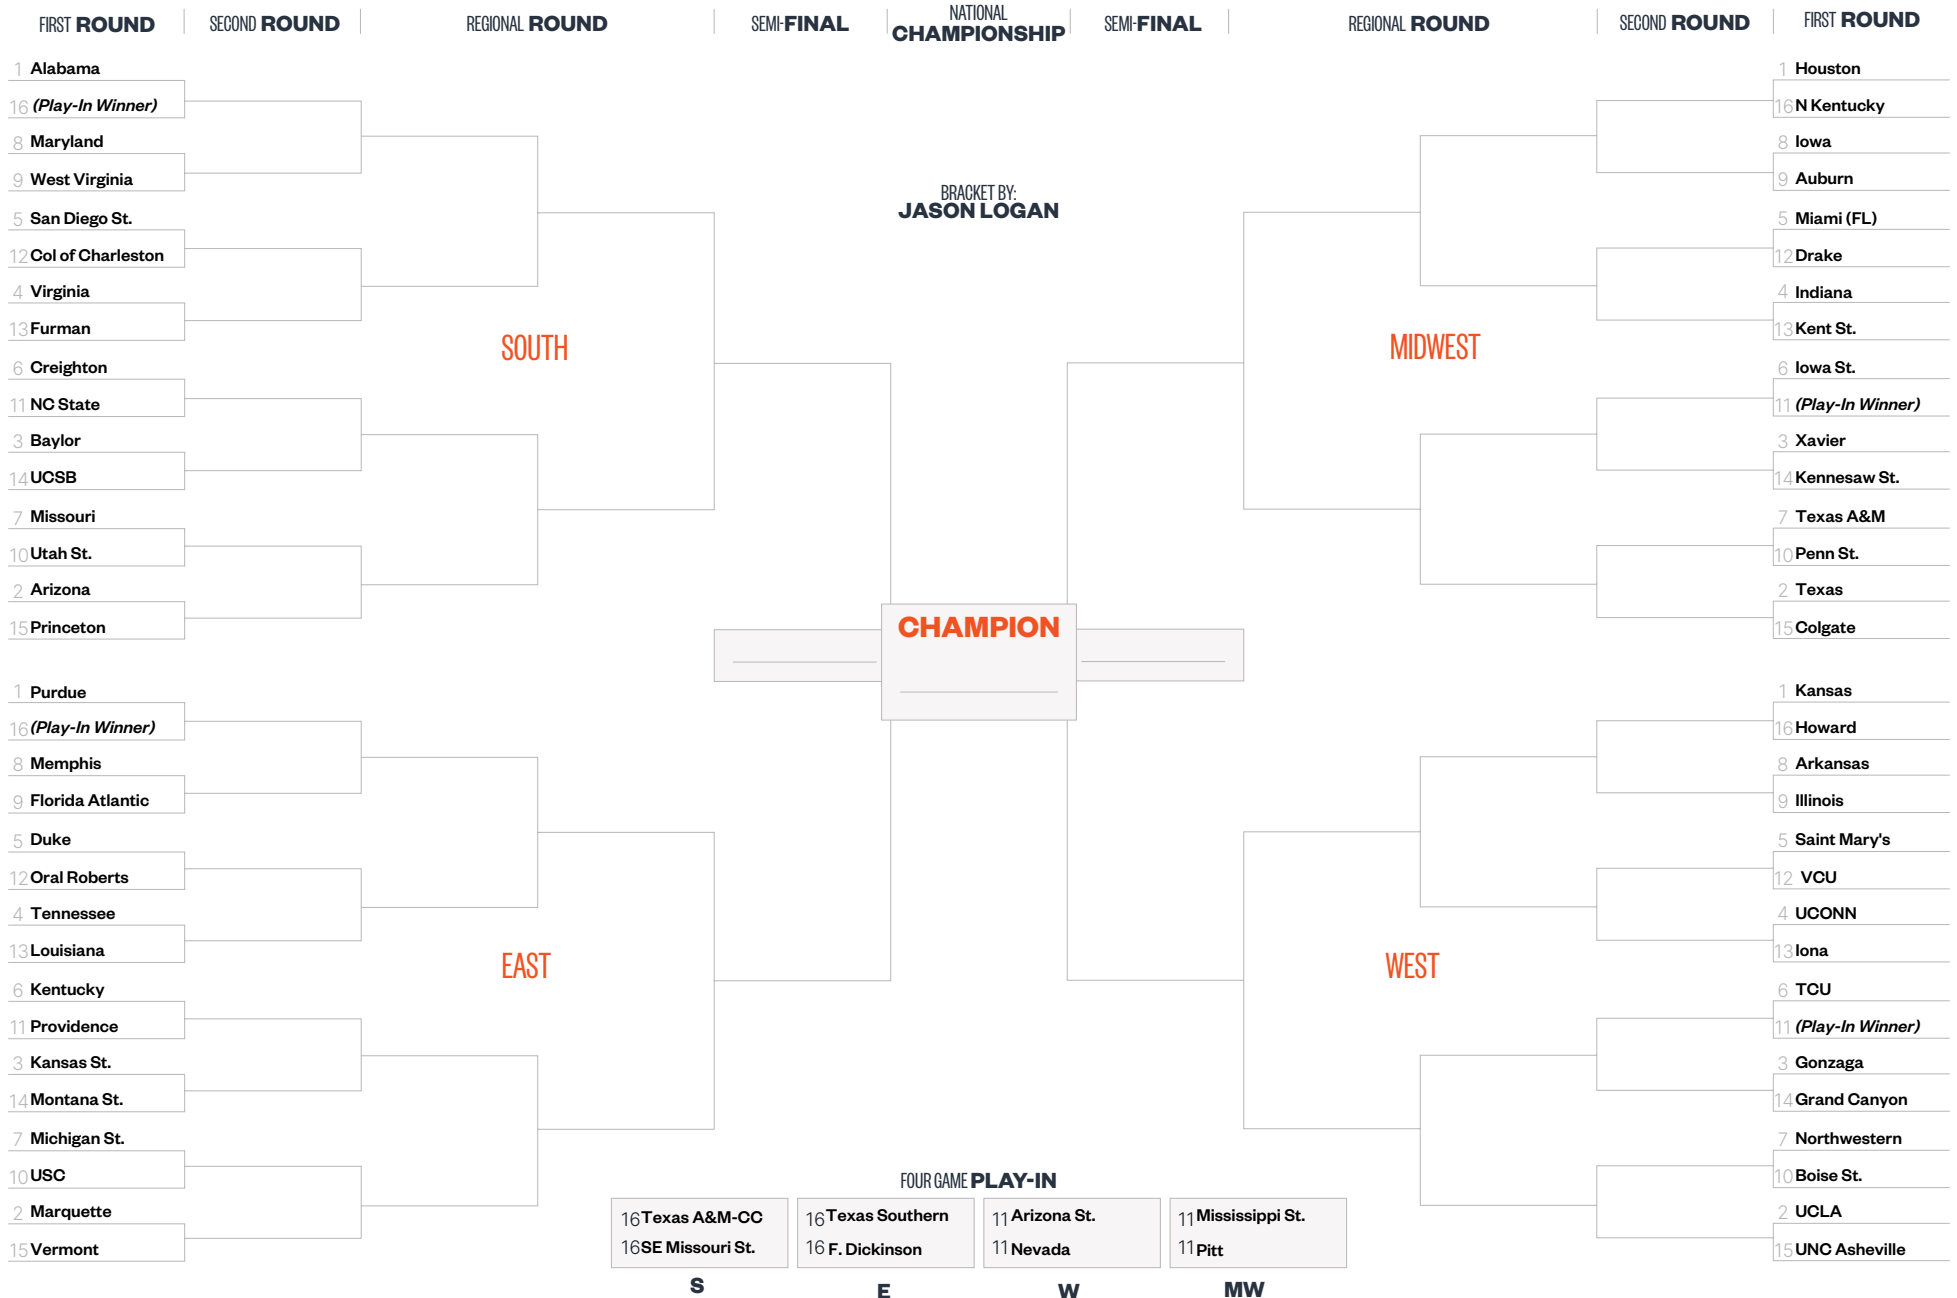 FIRST ROUND
SECOND ROUND
REGIONAL ROUND
SEMI-FINAL
NATIONAL
CHAMPIONSHIP
SEMI-FINAL
REGIONAL ROUND
SECOND ROUND
FIRST ROUND
1 Alabama
16 (Play-In Winner)
8 Maryland
9 West Virginia
5 San Diego St.
12 Col of Charleston
4 Virginia
13 Furman
6 Creighton
11 NC State
3 Baylor
14 UCSB
7 Missouri
10 Utah St.
2 Arizona
15 Princeton
SOUTH
1 Purdue
16 (Play-In Winner)
8 Memphis
9 Florida Atlantic
5 Duke
12 Oral Roberts
4 Tennessee
13 Louisiana
6 Kentucky
11 Providence
3 Kansas St.
14 Montana St.
7 Michigan St.
10 USC
2 Marquette
15 Vermont
EAST
BRACKET BY:
JASON LOGAN
CHAMPION
1 Houston
16 N Kentucky
8 Iowa
9 Auburn
5 Miami (FL)
12 Drake
4 Indiana
13 Kent St.
6 Iowa St.
11 (Play-In Winner)
3 Xavier
14 Kennesaw St.
7 Texas A&M
10 Penn St.
2 Texas
15 Colgate
MIDWEST
1 Kansas
16 Howard
8 Arkansas
9 Illinois
5 Saint Mary's
12 VCU
4 UCONN
13 Iona
6 TCU
11 (Play-In Winner)
3 Gonzaga
14 Grand Canyon
7 Northwestern
10 Boise St.
2 UCLA
15 UNC Asheville
WEST
FOUR GAME PLAY-IN
16 Texas A&M-CC
16 SE Missouri St.
S
16 Texas Southern
16 F. Dickinson
E
11 Arizona St.
11 Nevada
W
11 Mississippi St.
11 Pitt
MW